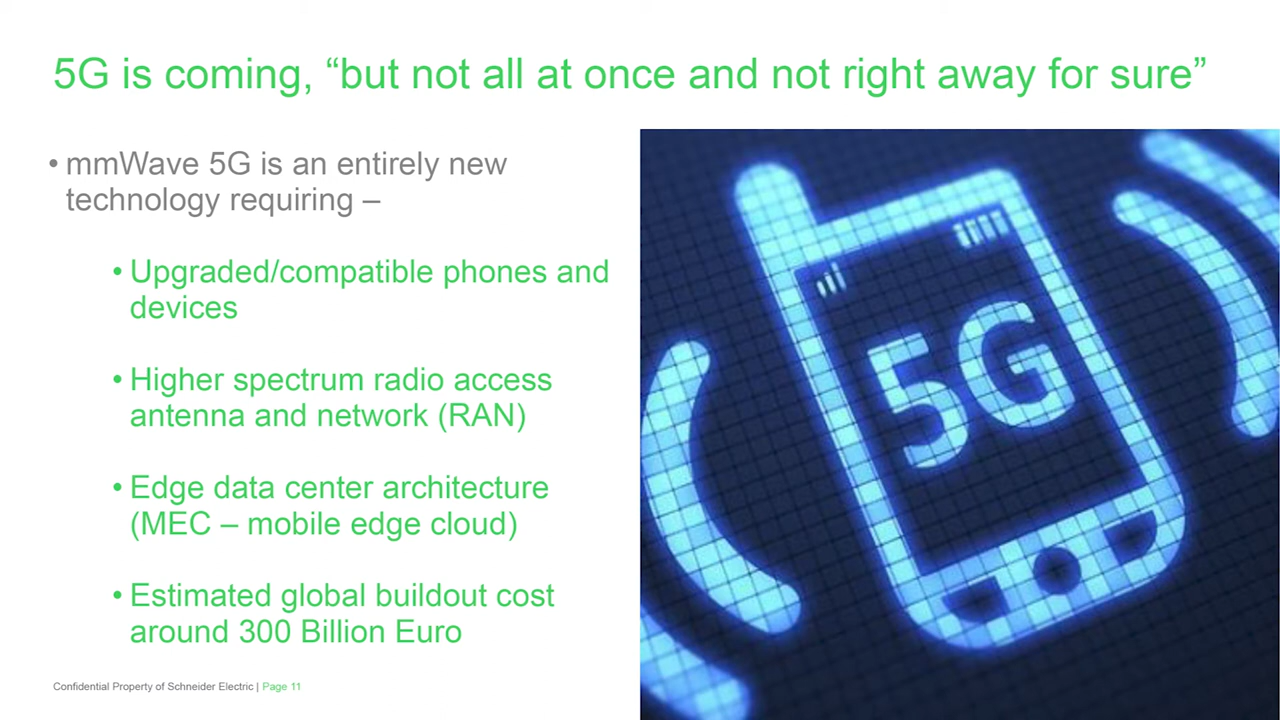 5G is coming, “but not all at once and not right away for sure”
• mmWave 5G is an entirely new
technology requiring –
• Upgraded/compatible phones and
devices
• Higher spectrum radio access
antenna and network (RAN)
• Edge data center architecture
(MEC – mobile edge cloud)
• Estimated global buildout cost
around 300 Billion Euro
5G
Confidential Property of Schneider Electric | Page 11